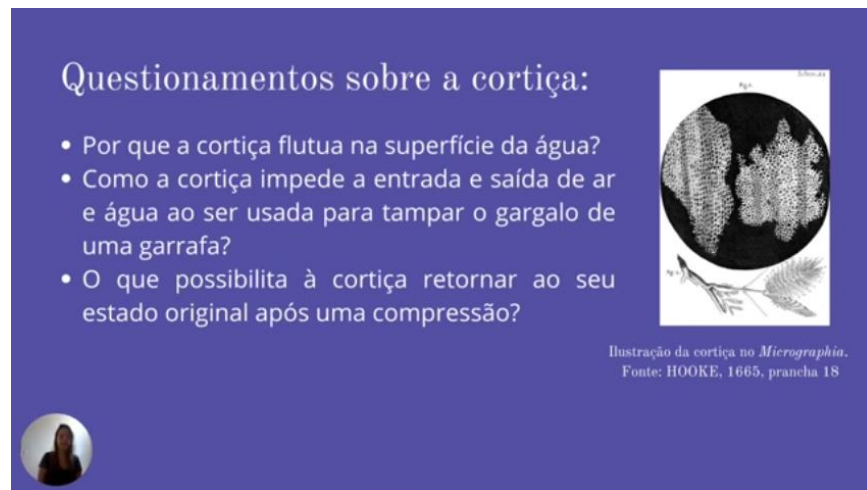 Questionamentos sobre a cortiça:
• Por que a cortiça flutua na superfície da água?
• Como a cortiça impede a entrada e saída de ar
e água ao ser usada para tampar o gargalo de
uma garrafa?
• O que possibilita à cortiça retornar ao seu
estado original após uma compressão?
Ilustração da cortiça no Micrographia.
Fonte: HOOKE, 1665, prancha 18